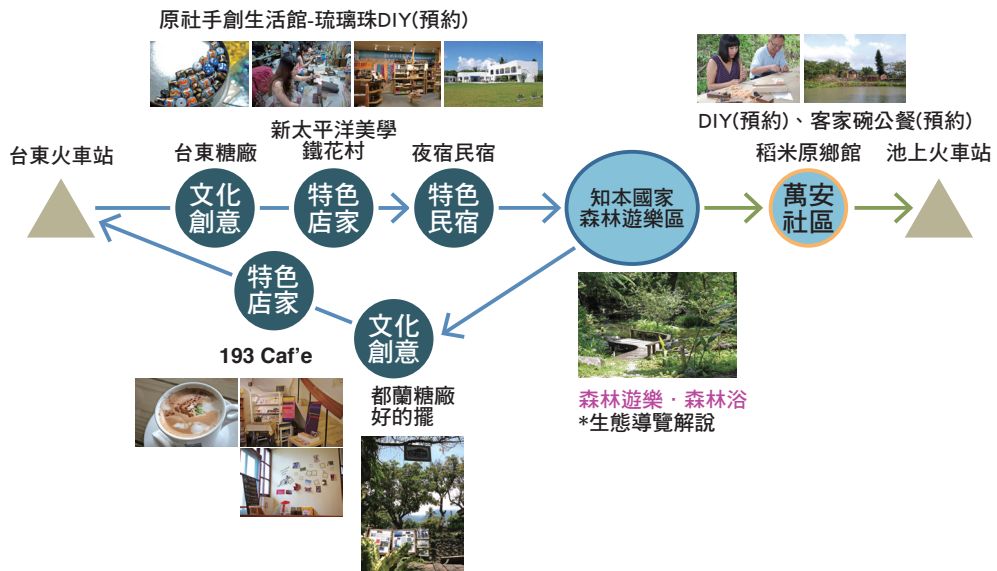 原社手創生活館-琉璃珠DIY(預約)
DIY(預約)、客家碗公餐(預約)
台東火車站
台東糖廠
新太平洋美學
鐵花村
夜宿民宿
稻米原鄉館
池上火車站
文化
創意
特色
店家
特色
民宿
知本國家
森林遊樂區
萬安
社區
特色
店家
文化
創意
193 Caf'e
都蘭糖廠
好的擺
森林遊樂‧森林浴
*生態導覽解說